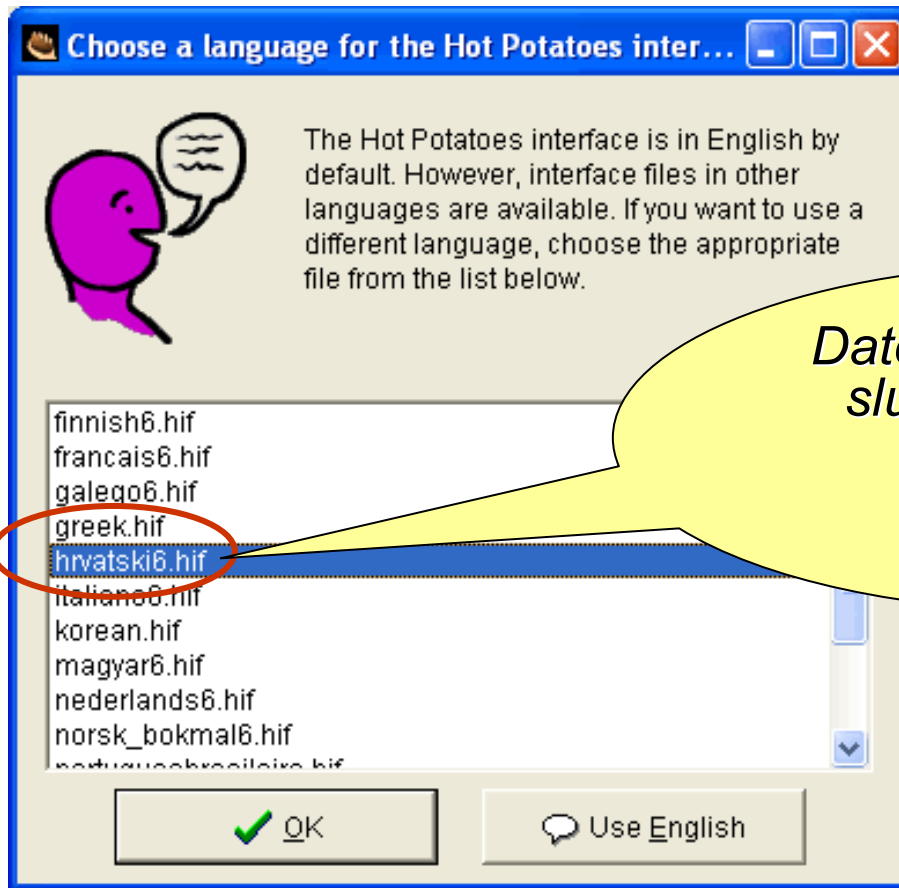 Choose a language for the Hot Potatoes inter...
The Hot Potatoes interface is in English by
default. However, interface files in other
languages are available. If you want to use a
different language, choose the appropriate
file from the list below.
finnish6.hif
francais6.hif
galego6.hif
greek.hif
hrvatski6.hif
italiano6.hif
korean.hif
magyar6.hif
nederlands6.hif
norsk_bokmal6.hif
OK
Use English